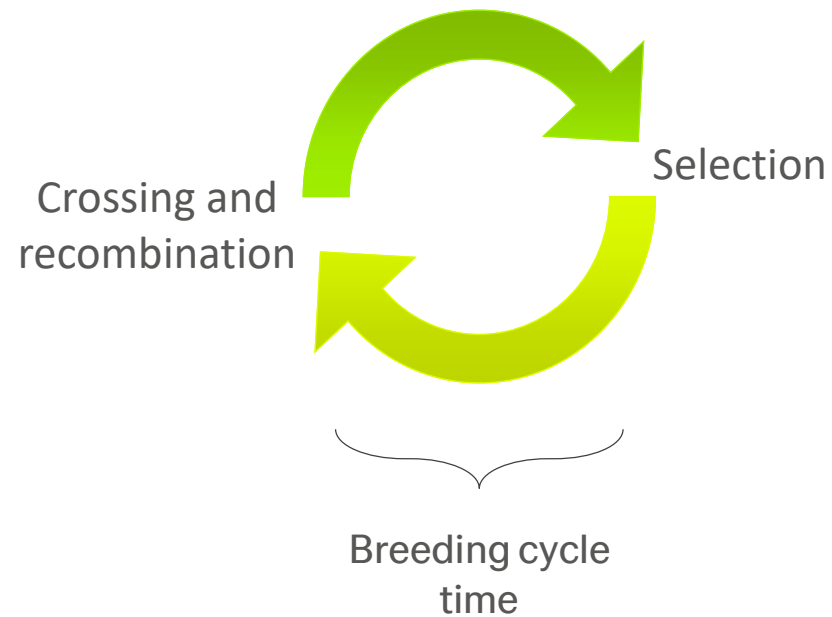 Crossing and
recombination
Selection
Breeding cycle
time